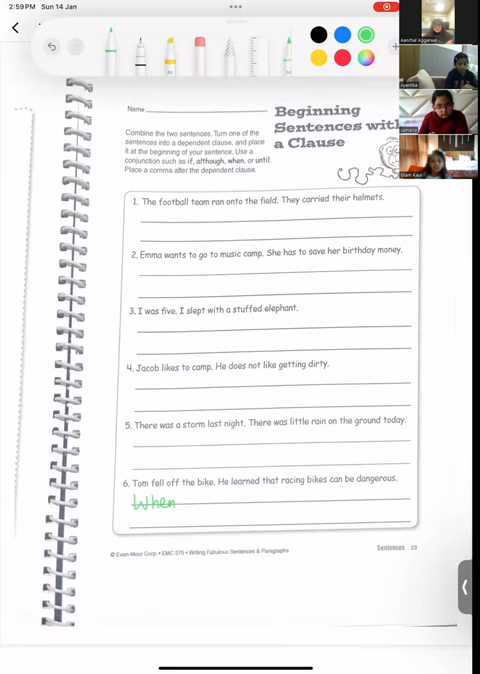 2:59 PM Sun 14 Jan
Aanchal Aggarwal
Ayantika
samaira
Eliam Kaur
Name
Beginning
Sentences with
a Clause
Combine the two sentences. Turn one of the
sentences into a dependent clause, and place
it at the beginning of your sentence. Use a
conjunction such as if, although, when, or until.
Place a comma after the dependent clause.
1. The football team ran onto the field. They carried their helmets.
2. Emma wants to go to music camp. She has to save her birthday money.
3. I was five. I slept with a stuffed elephant.
4. Jacob likes to camp. He does not like getting dirty.
5. There was a storm last night. There was little rain on the ground today.
6. Tom fell off the bike. He learned that racing bikes can be dangerous.
When
© Evan-Moor Corp. • EMC 575 • Writing Fabulous Sentences & Paragraphs
Sentences 23